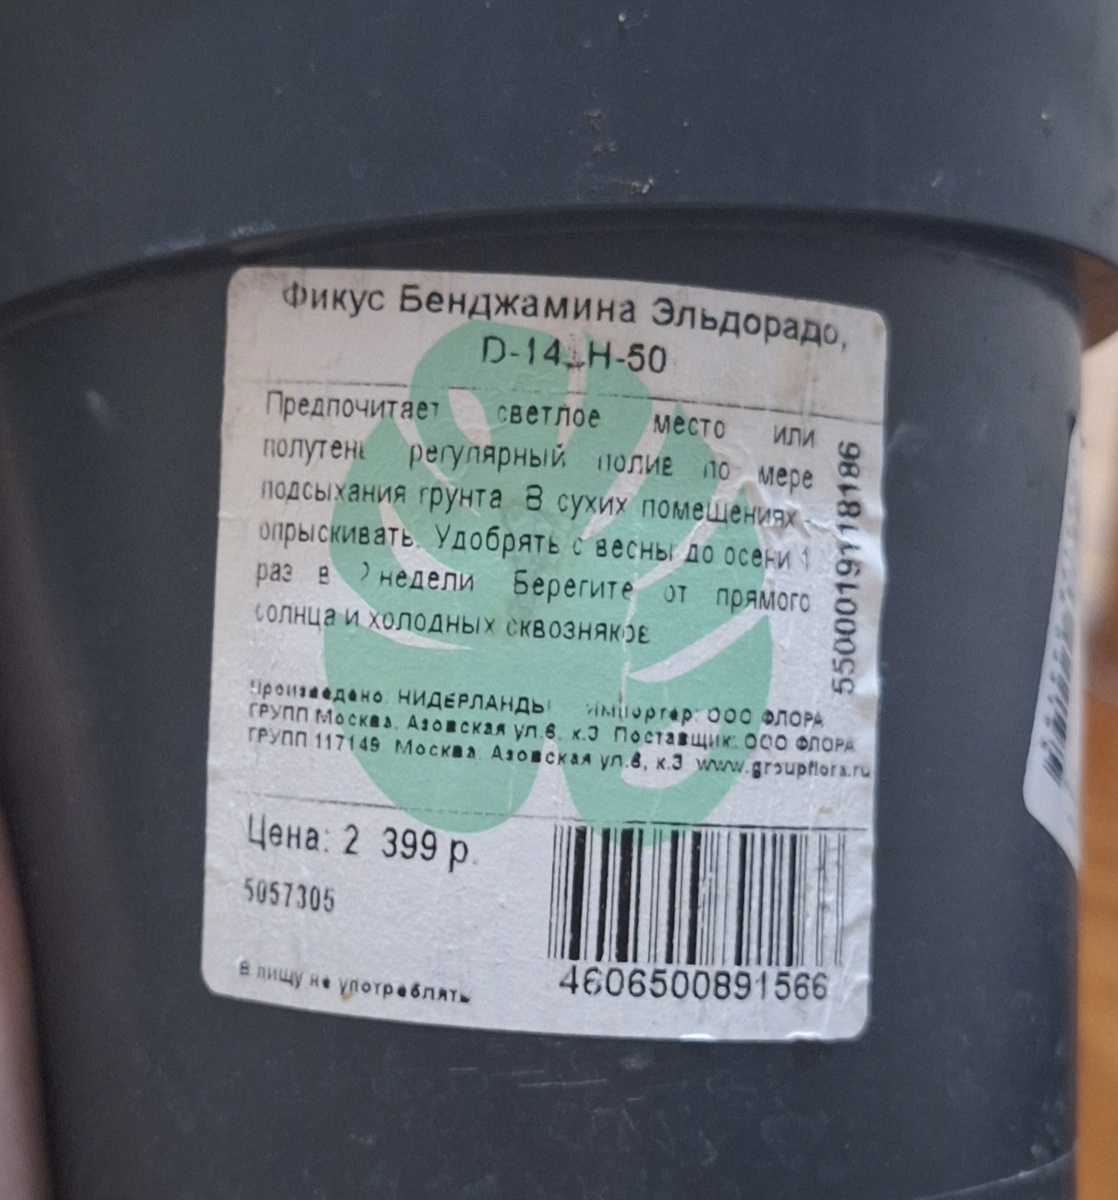 Фикус Бенджамина Эльдорадо,
D-14, H-50
Предпочитает светлое место или
полутень регулярный полив по мере
подсыхания грунта В сухих помещениях -
опрыскивать. Удобрять с весны до осени 1
раз в 2 недели Берегите от прямого
солнца и холодных сквозняков
Произведено: НИДЕРЛАНДЫ Импортер: ООО ФЛОРА
ГРУПП Москва, Азовская ул.6, к.3 Поставщик: ООО ФЛОРА
ГРУПП 117149 Москва Азовская ул.6, к.3 www.groupflora.ru
5500019118186
Цена: 2 399 р.
5057305
В пищу не употреблять
4606500891566